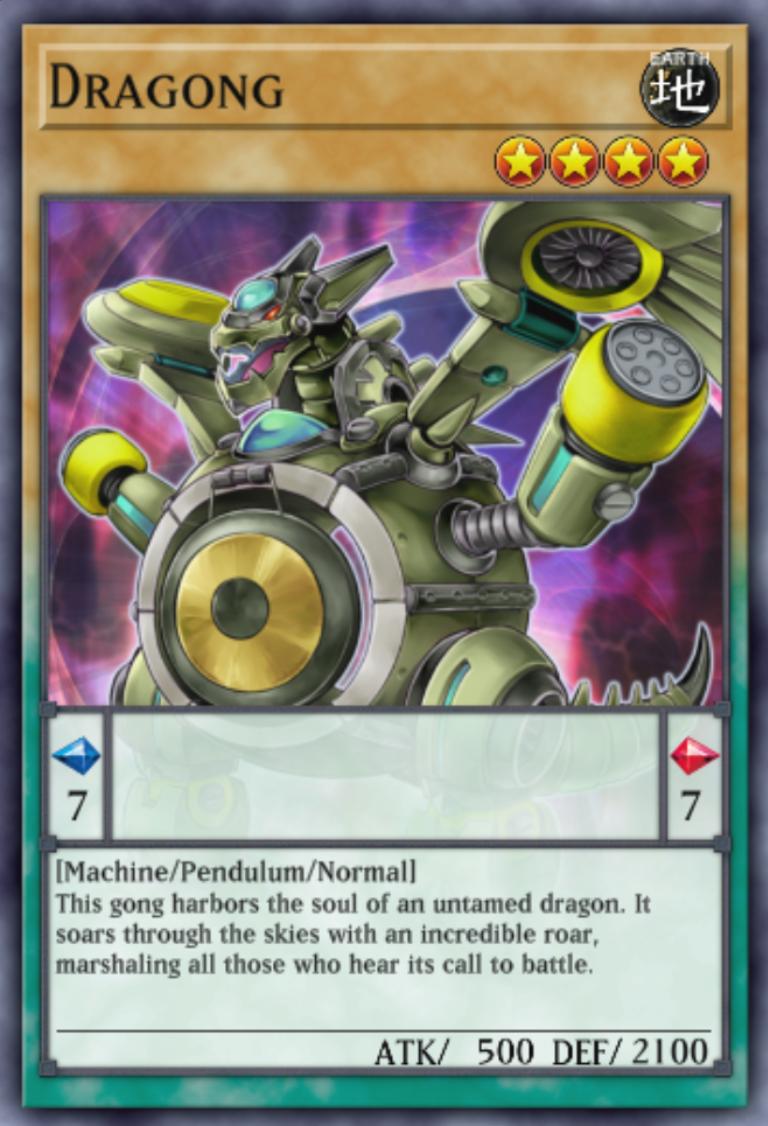 Dragong
EARTH
地
7
7
[Machine/Pendulum/Normal]
This gong harbors the soul of an untamed dragon. It
soars through the skies with an incredible roar,
marshaling all those who hear its call to battle.
ATK/ 500 DEF/ 2100